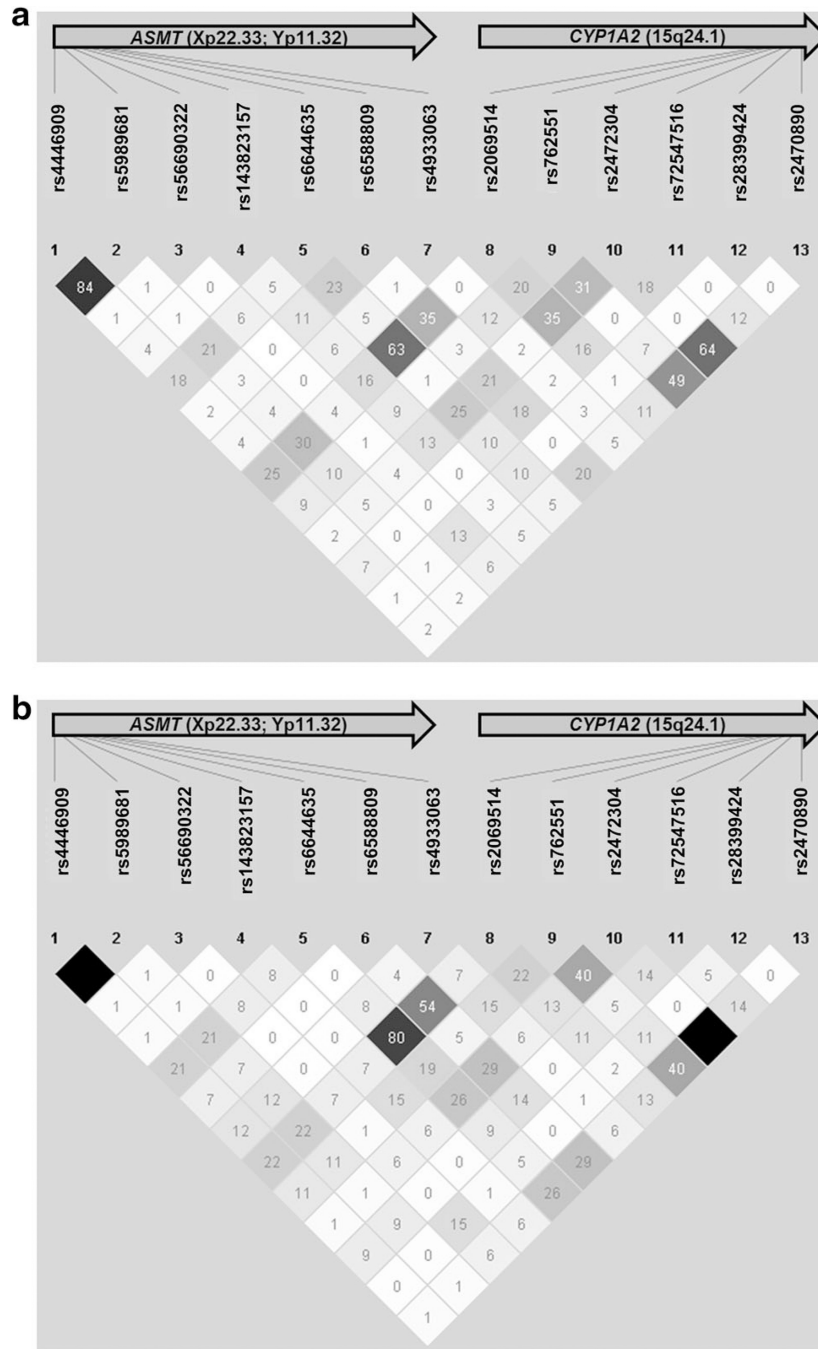 a
ASMT (Xp22.33; Yp11.32) CYP1A2 (15q24.1)
rs4446909
rs5989681
rs56690322
rs143823157
rs6644635
rs6588809
rs4933063
rs2069514
rs762551
rs2472304
rs72547516
rs28399424
rs2470890
1 2 3 4 5 6 7 8 9 10 11 12 13
84 1 0 5 23 1 0 20 31 18 0 0
1 1 6 11 5 35 12 35 0 0 12
4 21 0 6 63 3 2 16 7 64
18 3 0 16 1 21 2 1 49
2 4 4 9 25 18 3 11
4 30 1 13 10 0 5
25 10 4 0 10 20
9 5 0 3 5
2 0 13 5
7 1 6
1 2
2
b
ASMT (Xp22.33; Yp11.32) CYP1A2 (15q24.1)
rs4446909
rs5989681
rs56690322
rs143823157
rs6644635
rs6588809
rs4933063
rs2069514
rs762551
rs2472304
rs72547516
rs28399424
rs2470890
1 2 3 4 5 6 7 8 9 10 11 12 13
1 0 8 0 4 7 22 40 14 5 0
1 1 8 0 8 54 15 13 5 0 14
1 21 0 0 80 5 6 11 11
21 7 0 7 19 29 0 2 40
7 12 7 15 26 14 1 13
12 22 1 6 9 0 6
22 11 6 0 5 29
11 1 0 1 26
1 9 15 6
9 0 6
0 1
1